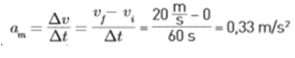 a_m = Δv/Δt = (v_f − v_i)/Δt = (20 m/s − 0)/(60 s) = 0,33 m/s²